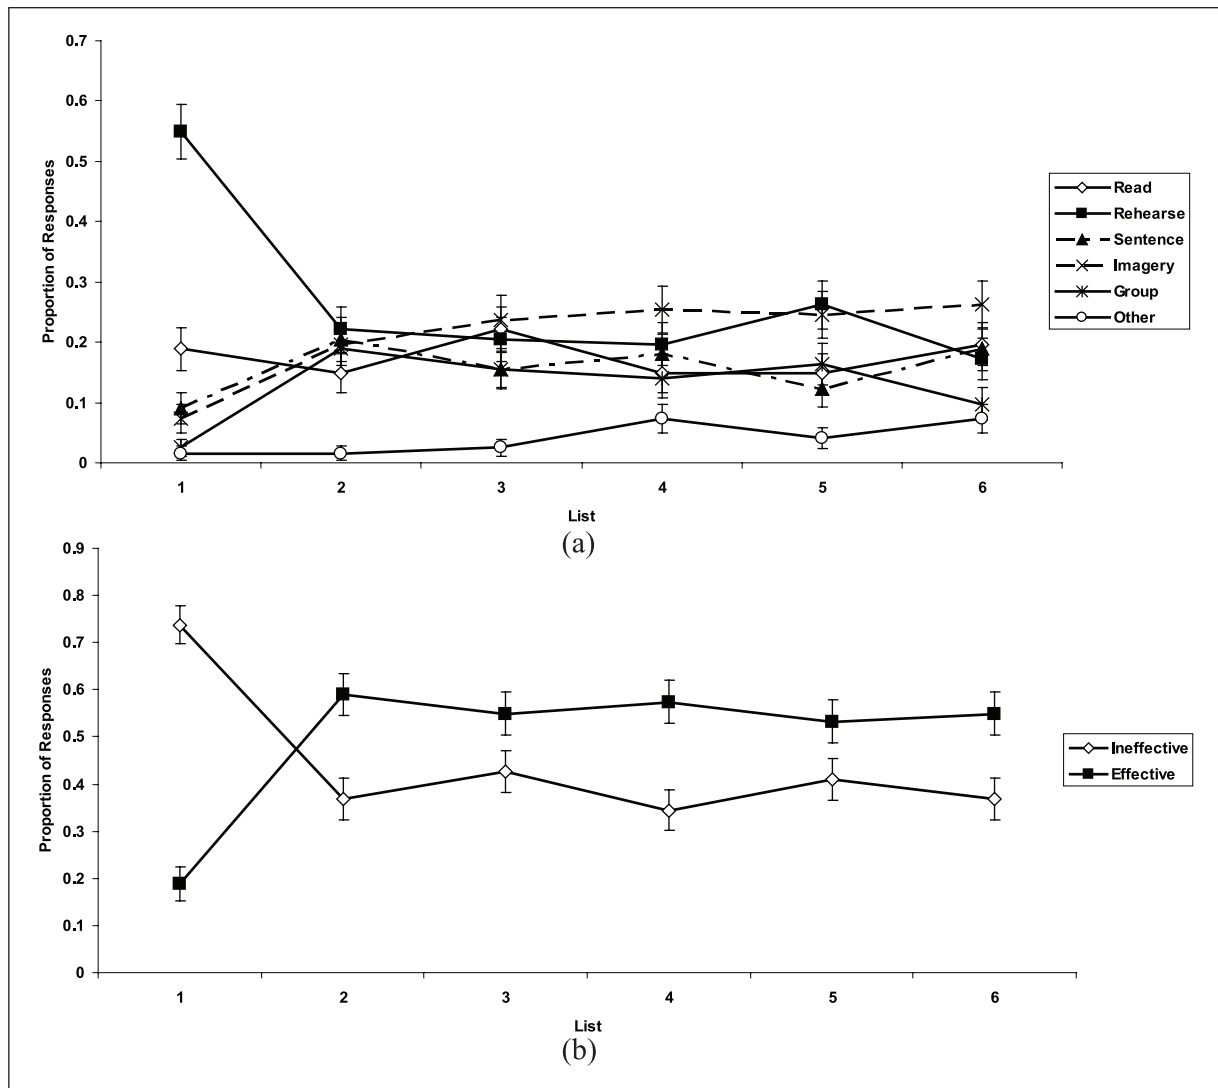 0.7
0.6
0.5
0.4
0.3
0.2
0.1
0
Proportion of Responses
1 2 3 4 5 6
List
Read
Rehearse
Sentence
Imagery
Group
Other
(a)
0.9
0.8
0.7
0.6
0.5
0.4
0.3
0.2
0.1
0
Proportion of Responses
1 2 3 4 5 6
List
Ineffective
Effective
(b)